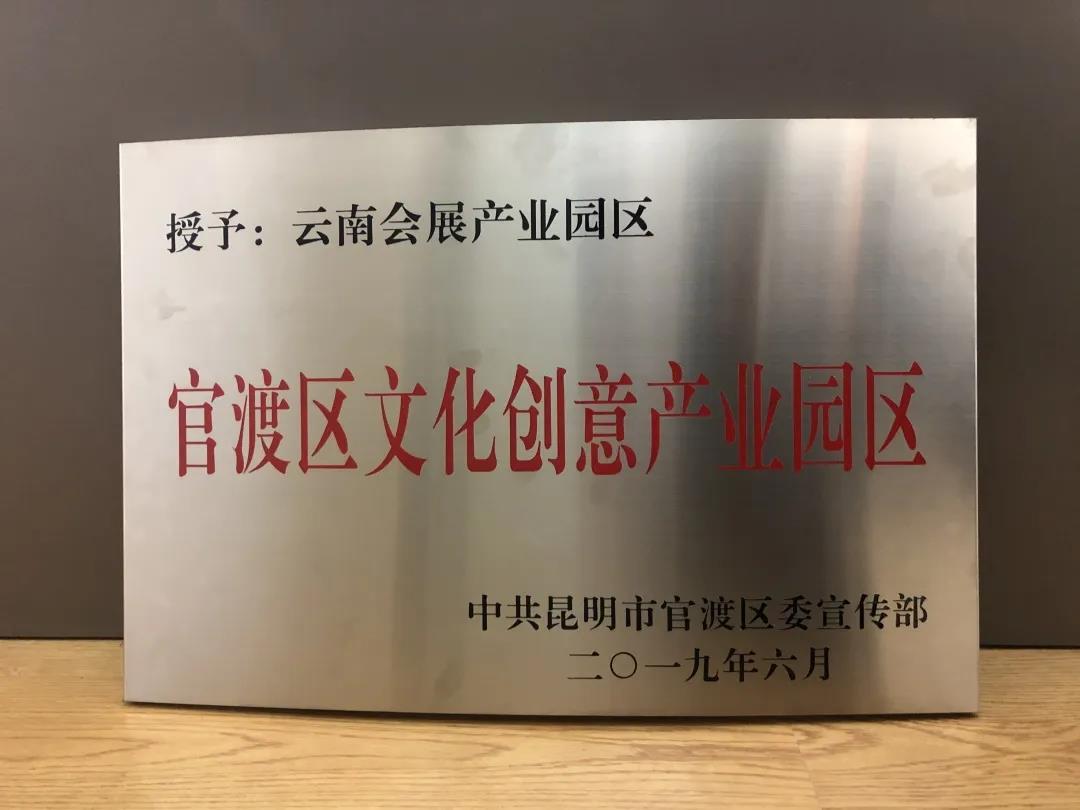 授予：云南会展产业园区
官渡区文化创意产业园区
中共昆明市官渡区委宣传部
二〇一九年六月